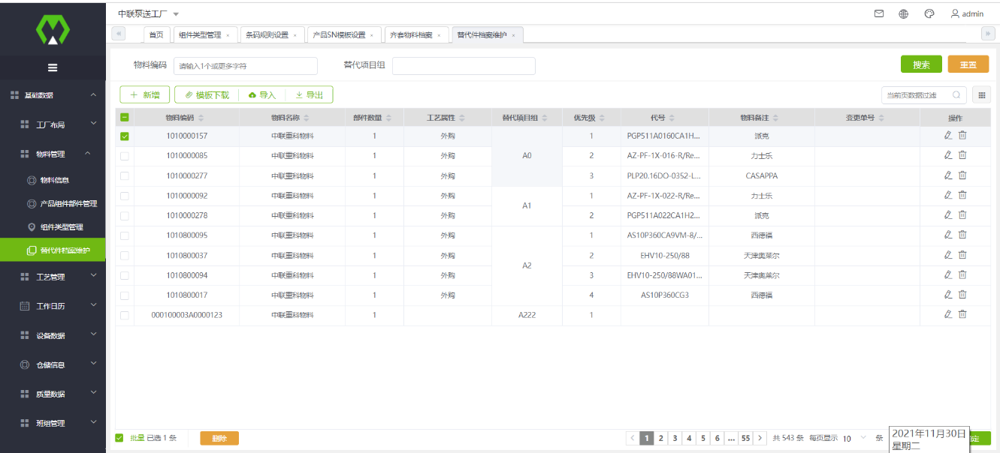 中联泵送工厂
admin
首页 组件类型管理 × 条码规则设置 × 产品SN模板设置 × 齐套物料档案 × 替代件档案维护 ×
基础数据
工厂布局
物料管理
物料信息
产品组件部件管理
组件类型管理
替代件档案维护
工艺管理
工作日历
设备数据
仓储信息
质量数据
班组管理
物料编码 请输入1个或更多字符 替代项目组 搜索 重置
新增 模板下载 导入 导出 当前页数据过滤
物料编码 物料名称 部件数量 工艺属性 替代项目组 优先级 代号 物料备注 变更单号 操作
1010000157 中联重科物料 1 外购 1 PGP511A0160CA1H... 派克
1010000085 中联重科物料 1 外购 A0 2 AZ-PF-1X-016-R/Re... 力士乐
1010000277 中联重科物料 1 外购 3 PLP20.16DO-0352-L... CASAPPA
1010000092 中联重科物料 1 外购 1 AZ-PF-1X-022-R/Re... 力士乐
A1
1010000278 中联重科物料 1 外购 2 PGP511A022CA1H2... 派克
1010800095 中联重科物料 1 外购 1 AS10P360CA9VM-8/... 西德福
1010800037 中联重科物料 1 外购 2 EHV10-250/88 天津奥莱尔
A2
1010800094 中联重科物料 1 外购 3 EHV10-250/88WA01... 天津奥莱尔
1010800017 中联重科物料 1 外购 4 AS10P360CG3 西德福
000100003A0000123 中联重科物料 1 A222 1
批量 已选 1 条 删除 1 2 3 4 5 6 ... 55 共 543 条 每页显示 10 条 定
2021年11月30日
星期二